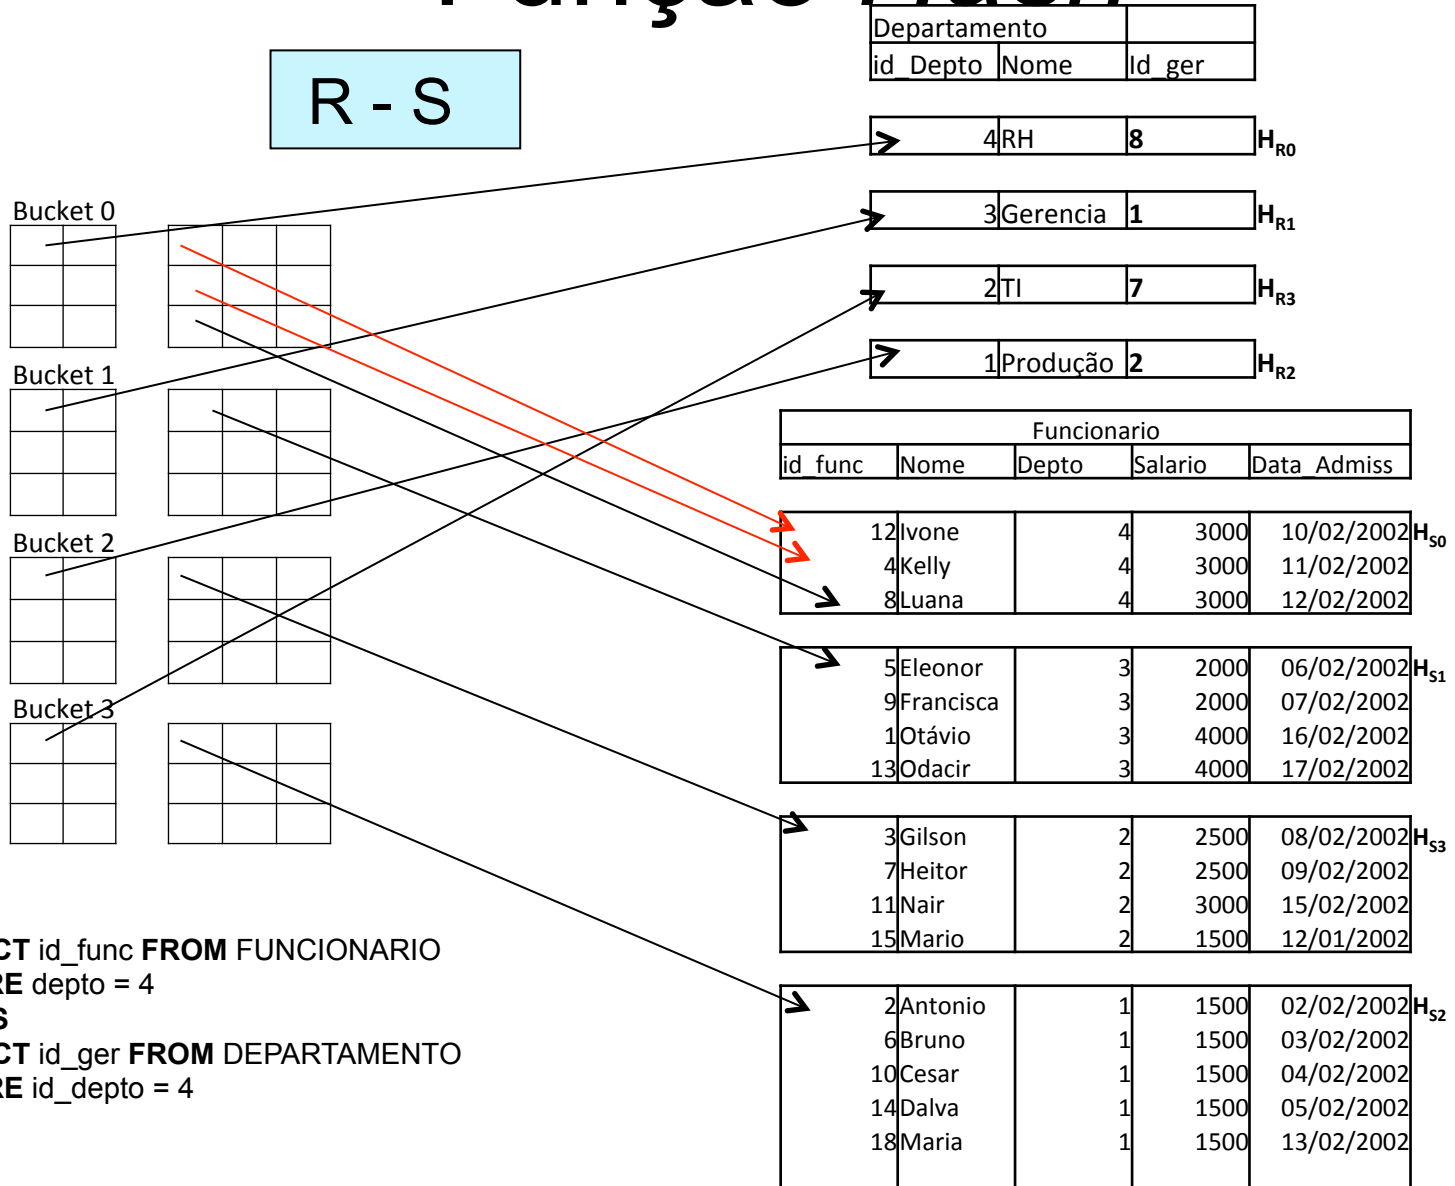 Função Hash
R - S
Departamento
id_Depto Nome Id_ger
4 RH 8 HR0
3 Gerencia 1 HR1
2 TI 7 HR3
1 Produção 2 HR2
Bucket 0
Bucket 1
Bucket 2
Bucket 3
Funcionario
id_func Nome Depto Salario Data_Admiss
12 Ivone 4 3000 10/02/2002 HS0
4 Kelly 4 3000 11/02/2002
8 Luana 4 3000 12/02/2002
5 Eleonor 3 2000 06/02/2002 HS1
9 Francisca 3 2000 07/02/2002
1 Otávio 3 4000 16/02/2002
13 Odacir 3 4000 17/02/2002
3 Gilson 2 2500 08/02/2002 HS3
7 Heitor 2 2500 09/02/2002
11 Nair 2 3000 15/02/2002
15 Mario 2 1500 12/01/2002
2 Antonio 1 1500 02/02/2002 HS2
6 Bruno 1 1500 03/02/2002
10 Cesar 1 1500 04/02/2002
14 Dalva 1 1500 05/02/2002
18 Maria 1 1500 13/02/2002
CT id_func FROM FUNCIONARIO
RE depto = 4
S
CT id_ger FROM DEPARTAMENTO
RE id_depto = 4